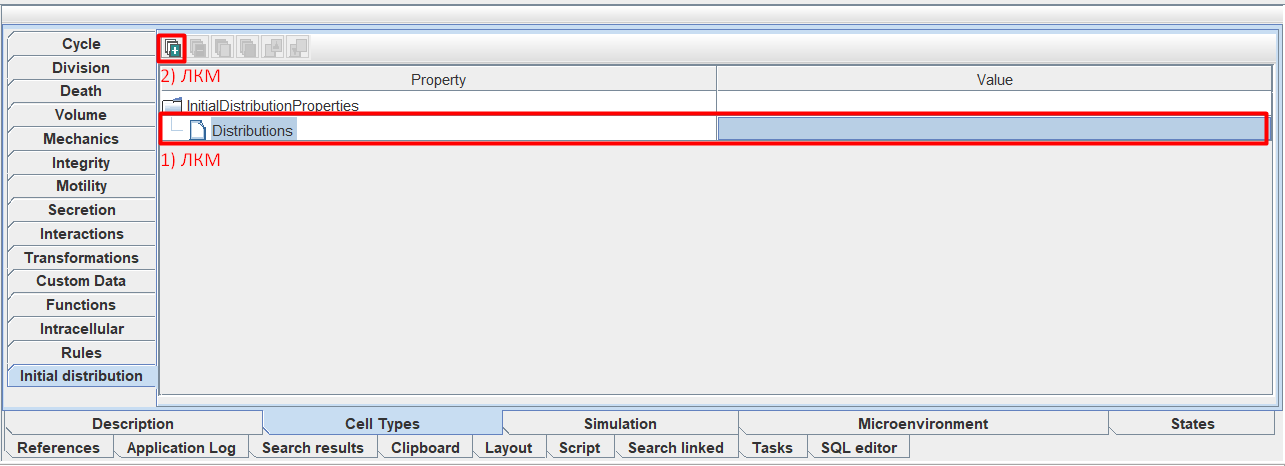 Cycle
Division
Death
Volume
Mechanics
Integrity
Motility
Secretion
Interactions
Transformations
Custom Data
Functions
Intracellular
Rules
Initial distribution
2) ЛКМ
Property Value
InitialDistributionProperties
Distributions
1) ЛКМ
Description Cell Types Simulation Microenvironment States
References Application Log Search results Clipboard Layout Script Search linked Tasks SQL editor